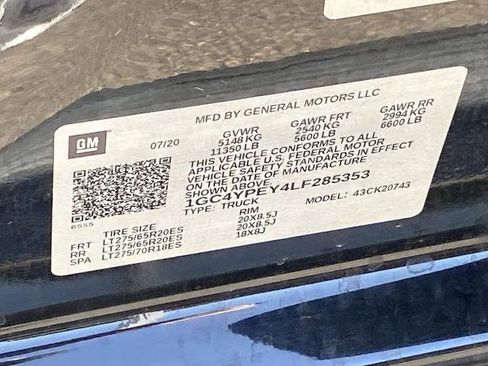 MFD BY GENERAL MOTORS LLC
GM
07/20
GVWR GAWR FRT GAWR RR
5148 KG 2540 KG 2994 KG
11350 LB 5600 LB 6600 LB
THIS VEHICLE CONFORMS TO ALL
APPLICABLE U.S. FEDERAL MOTOR
VEHICLE SAFETY STANDARDS IN EFFECT
ON THE DATE OF MANUFACTURE
SHOWN ABOVE.
1GC4YPEY4LF285353
TYPE: TRUCK MODEL: 43CK20743
6555
TIRE SIZE RIM
FRT LT275/65R20ES 20X8.5J
RR LT275/65R20ES 20X8.5J
SPA LT275/70R18ES 18X8J